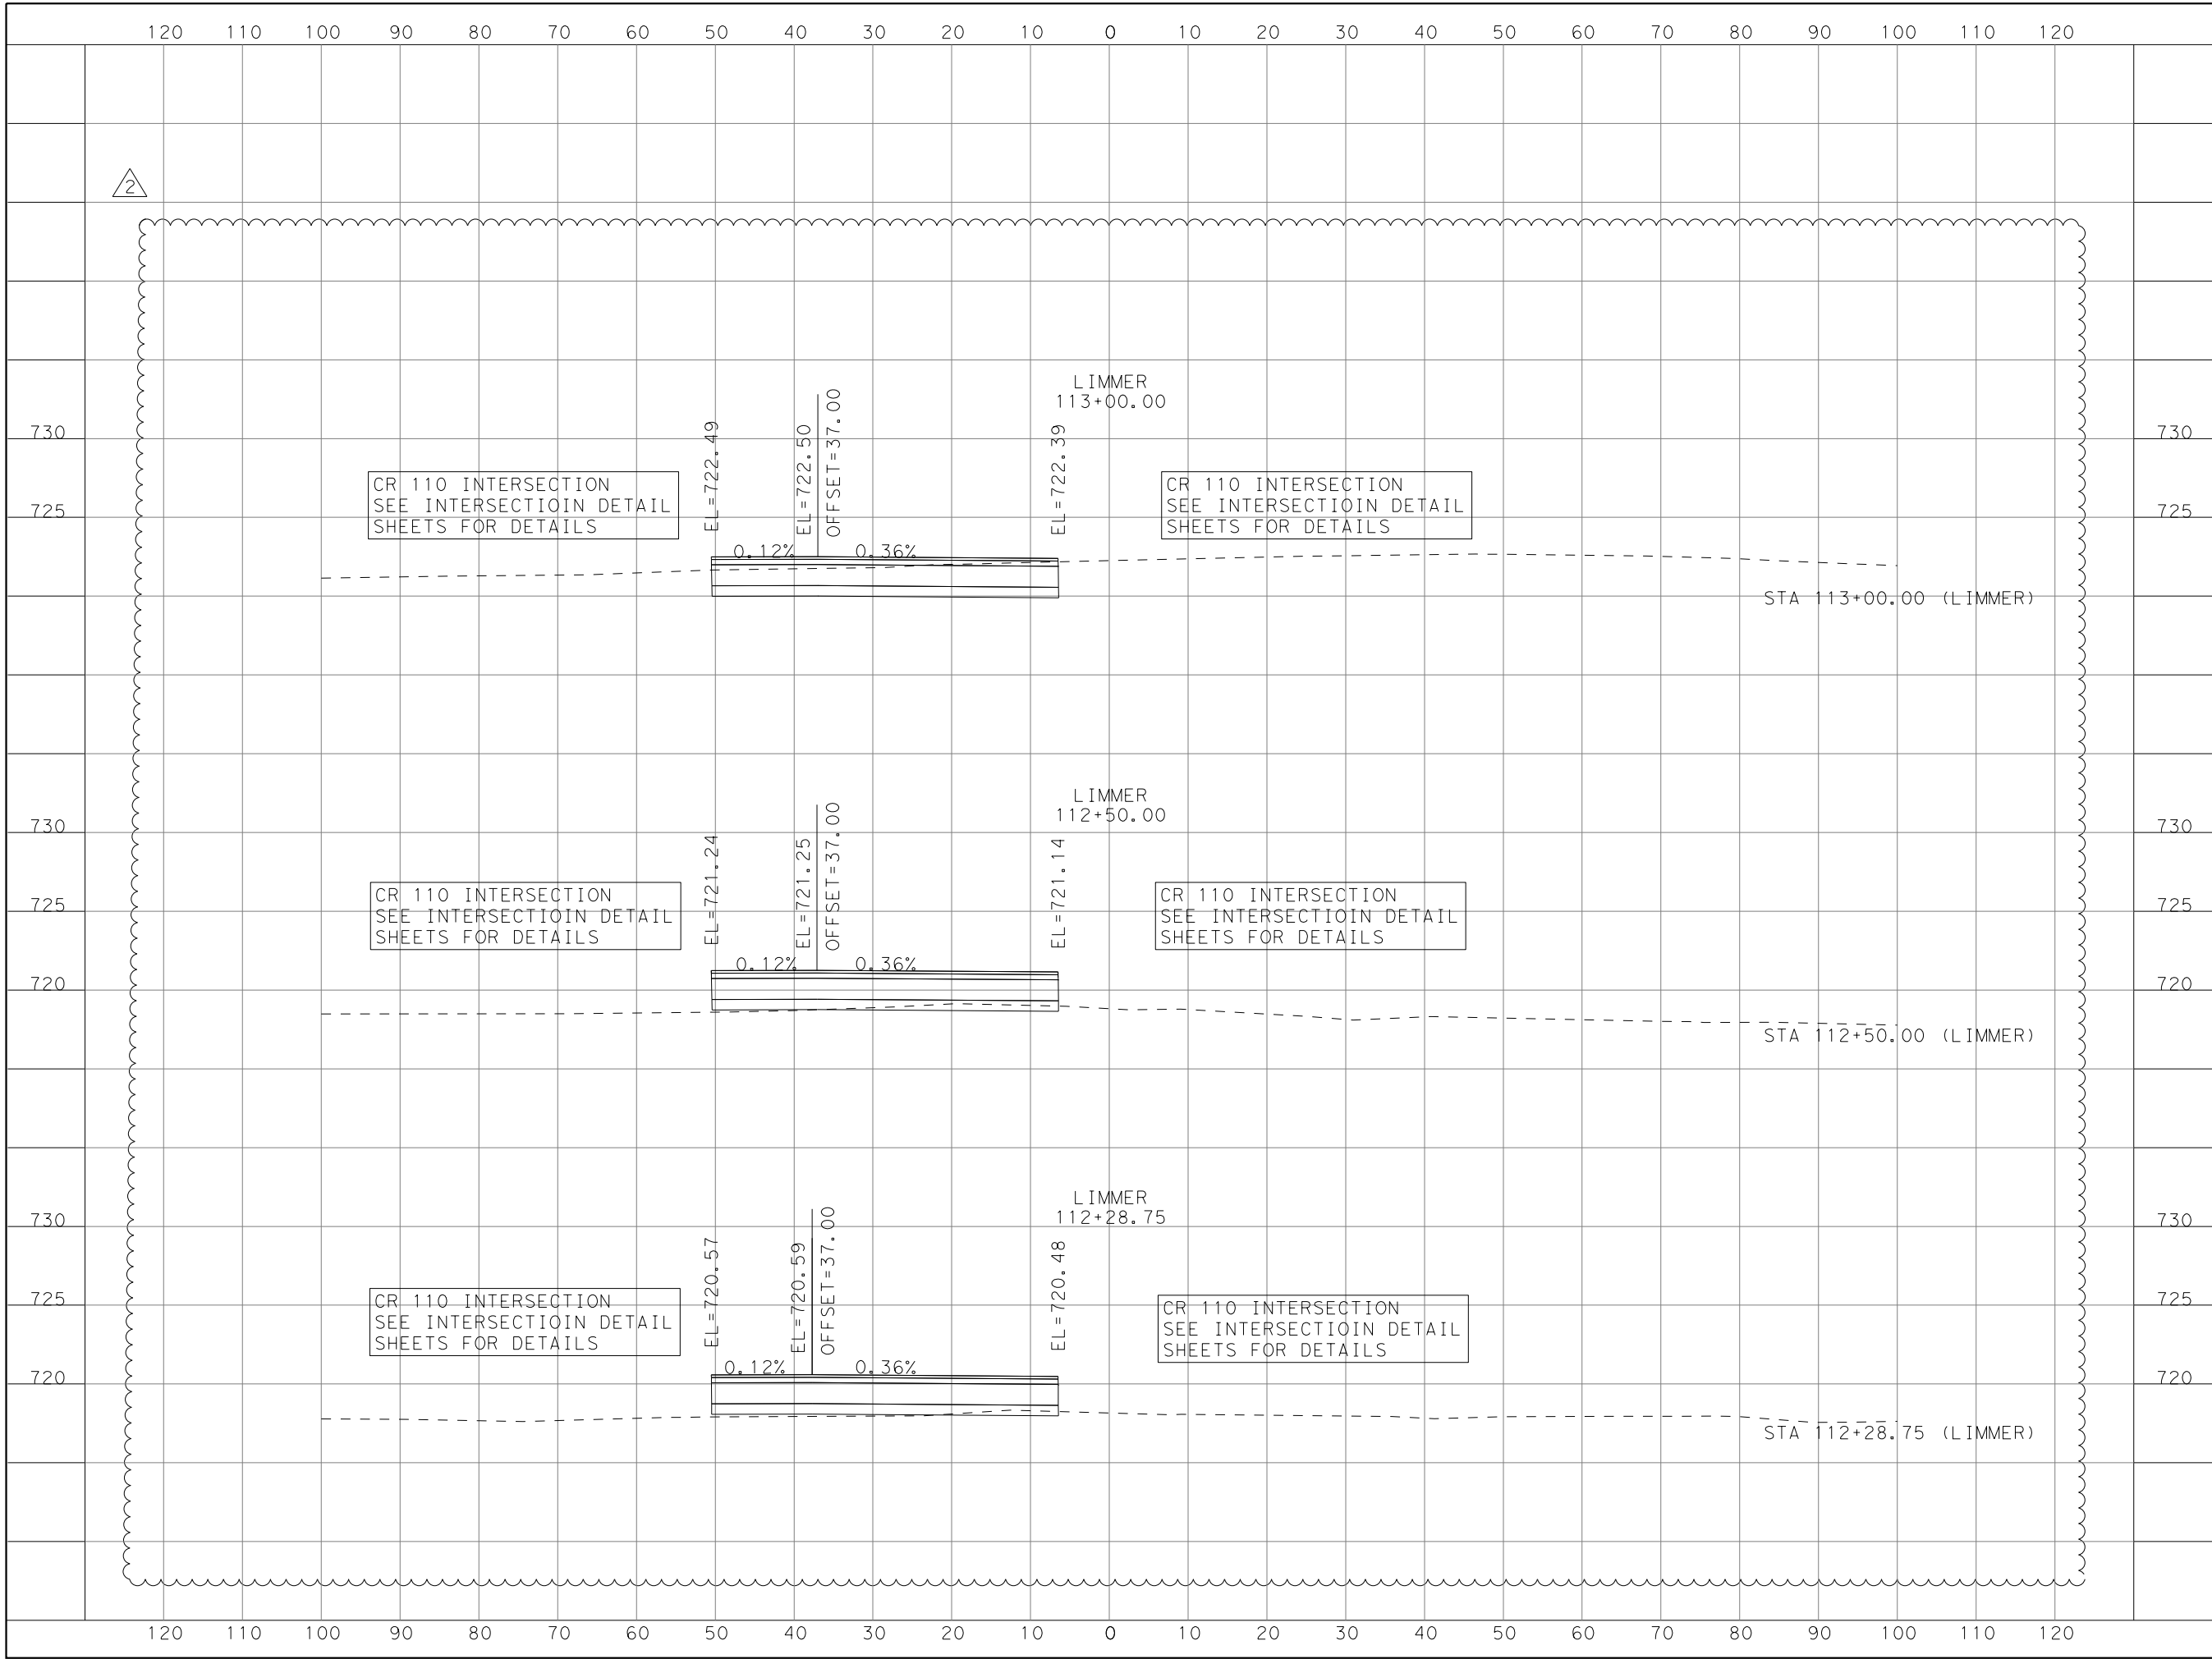 120 110 100 90 80 70 60 50 40 30 20 10 0 10 20 30 40 50 60 70 80 90 100 110 120
2
LIMMER
113+00.00
EL=722.49
EL=722.50
OFFSET=37.00
EL=722.39
730
730
CR 110 INTERSECTION
SEE INTERSECTIOIN DETAIL
SHEETS FOR DETAILS
CR 110 INTERSECTION
SEE INTERSECTIOIN DETAIL
SHEETS FOR DETAILS
725
725
0.12%
0.36%
STA 113+00.00 (LIMMER)
LIMMER
112+50.00
730
730
EL=721.24
EL=721.25
OFFSET=37.00
EL=721.14
CR 110 INTERSECTION
SEE INTERSECTIOIN DETAIL
SHEETS FOR DETAILS
CR 110 INTERSECTION
SEE INTERSECTIOIN DETAIL
SHEETS FOR DETAILS
725
725
0.12%
0.36%
720
720
STA 112+50.00 (LIMMER)
LIMMER
112+28.75
730
730
EL=720.57
EL=720.59
OFFSET=37.00
EL=720.48
CR 110 INTERSECTION
SEE INTERSECTIOIN DETAIL
SHEETS FOR DETAILS
CR 110 INTERSECTION
SEE INTERSECTIOIN DETAIL
SHEETS FOR DETAILS
725
725
0.12%
0.36%
720
720
STA 112+28.75 (LIMMER)
120 110 100 90 80 70 60 50 40 30 20 10 0 10 20 30 40 50 60 70 80 90 100 110 120